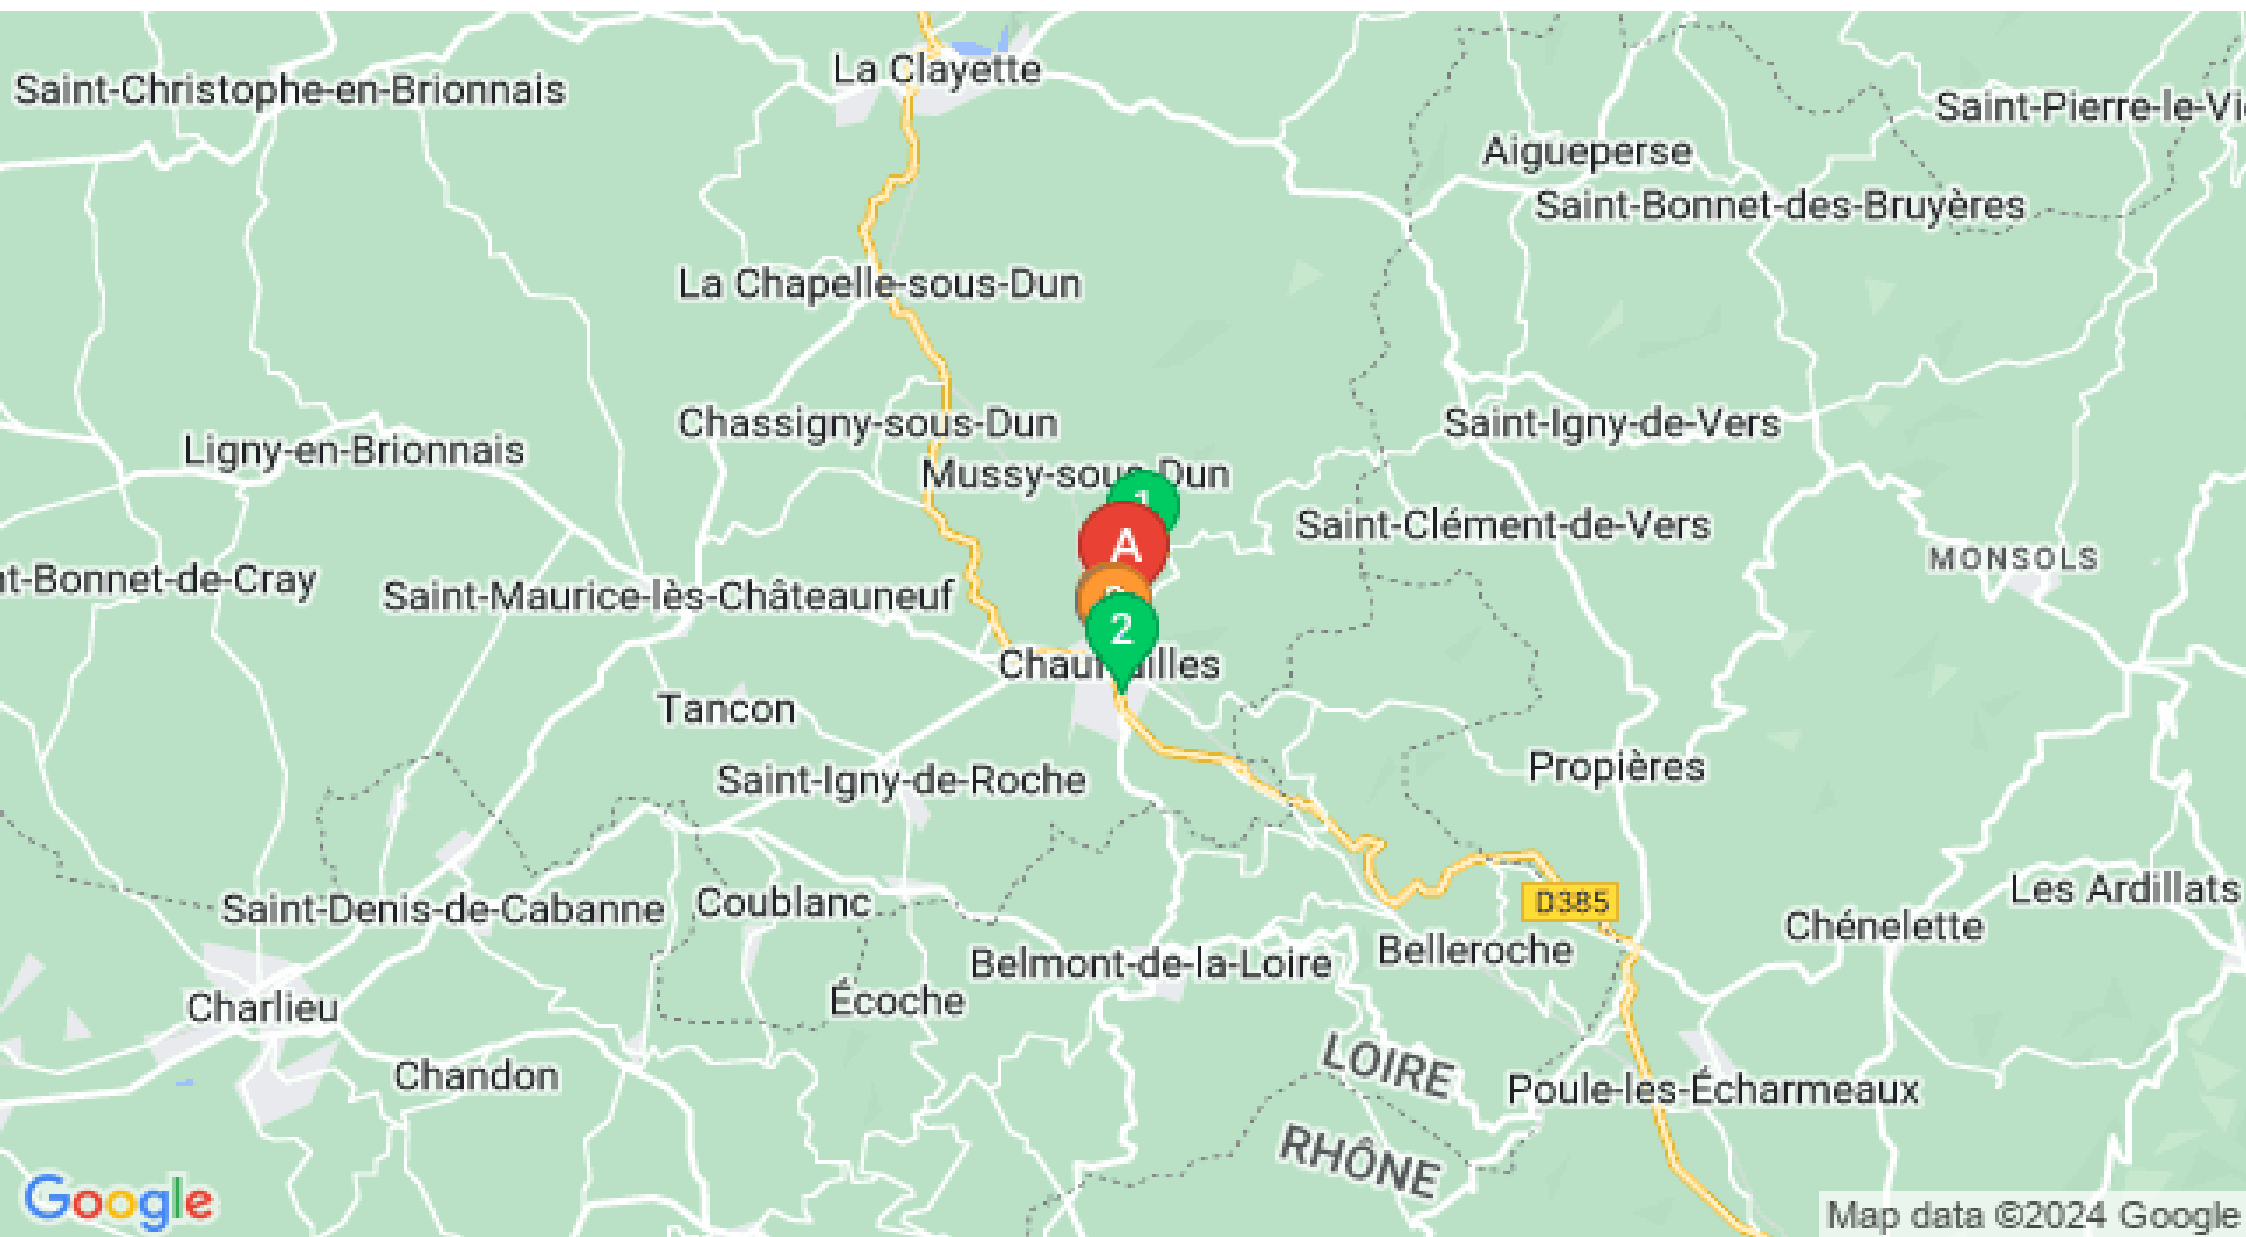 La Clayette
Saint-Christophe-en-Brionnais
Saint-Pierre-le-Vi
Aigueperse
Saint-Bonnet-des-Bruyères
La Chapelle-sous-Dun
Chassigny-sous-Dun
Saint-Igny-de-Vers
Ligny-en-Brionnais
Mussy-sous-Dun
1
Saint-Clément-de-Vers
A
MONSOLS
nt-Bonnet-de-Cray
Saint-Maurice-lès-Châteauneuf
2
Chauffailles
Tancon
Propières
Saint-Igny-de-Roche
Les Ardillats
D385
Coublanc
Saint-Denis-de-Cabanne
Chénelette
Belleroche
Belmont-de-la-Loire
Écoche
Charlieu
LOIRE
Chandon
Poule-les-Écharmeaux
RHÔNE
Google
Map data ©2024 Google